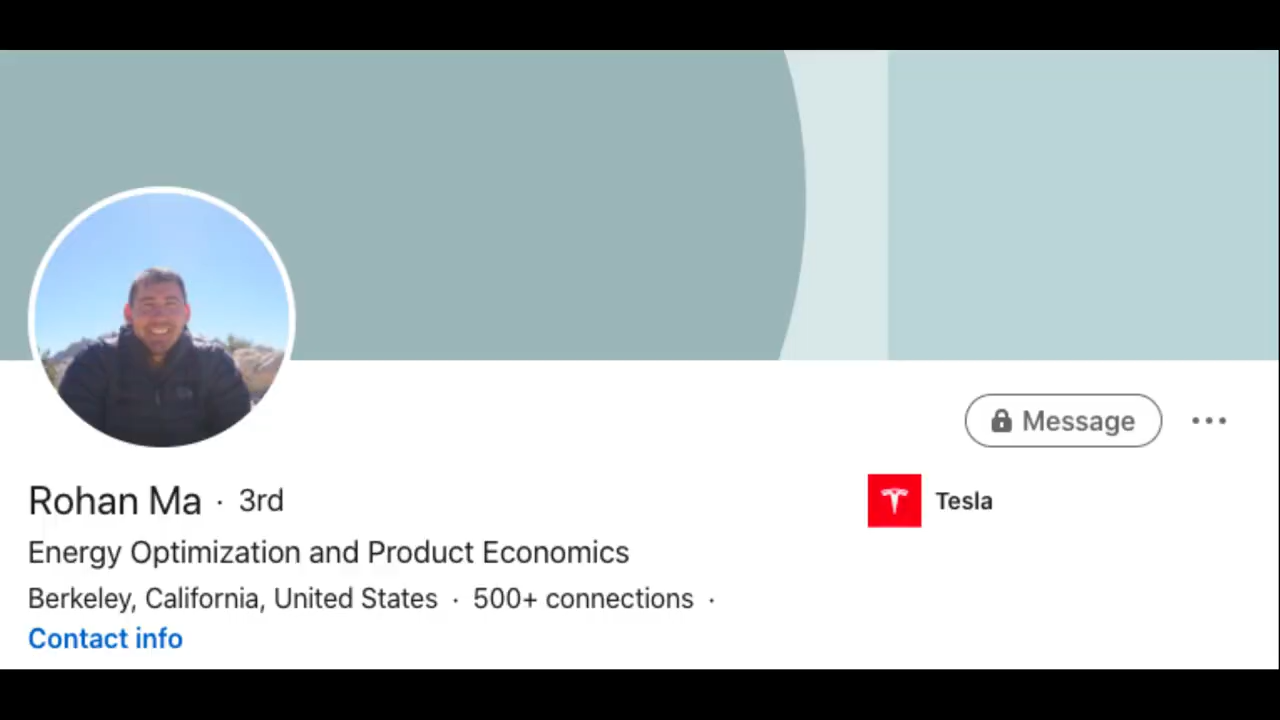 Message
Rohan Ma · 3rd
Tesla
Energy Optimization and Product Economics
Berkeley, California, United States · 500+ connections ·
Contact info